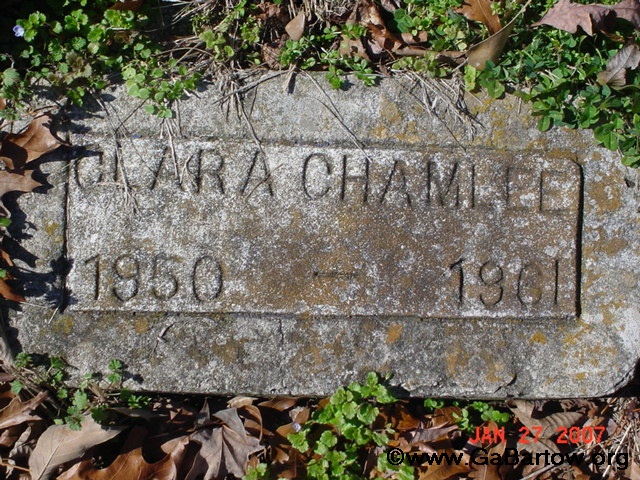 CLARA CHAMLEE
1950 - 1961
JAN 27 2007
©www.GaBartow.org